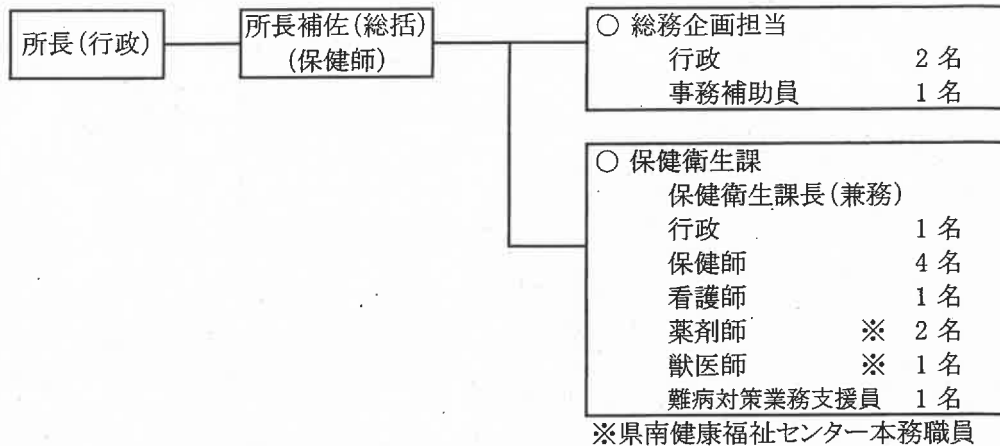 所長(行政)
所長補佐(総括)
(保健師)
○ 総務企画担当
行政 2 名
事務補助員 1 名
○ 保健衛生課
保健衛生課長(兼務)
行政 1 名
保健師 4 名
看護師 1 名
薬剤師 ※ 2 名
獣医師 ※ 1 名
難病対策業務支援員 1 名
※県南健康福祉センター本務職員